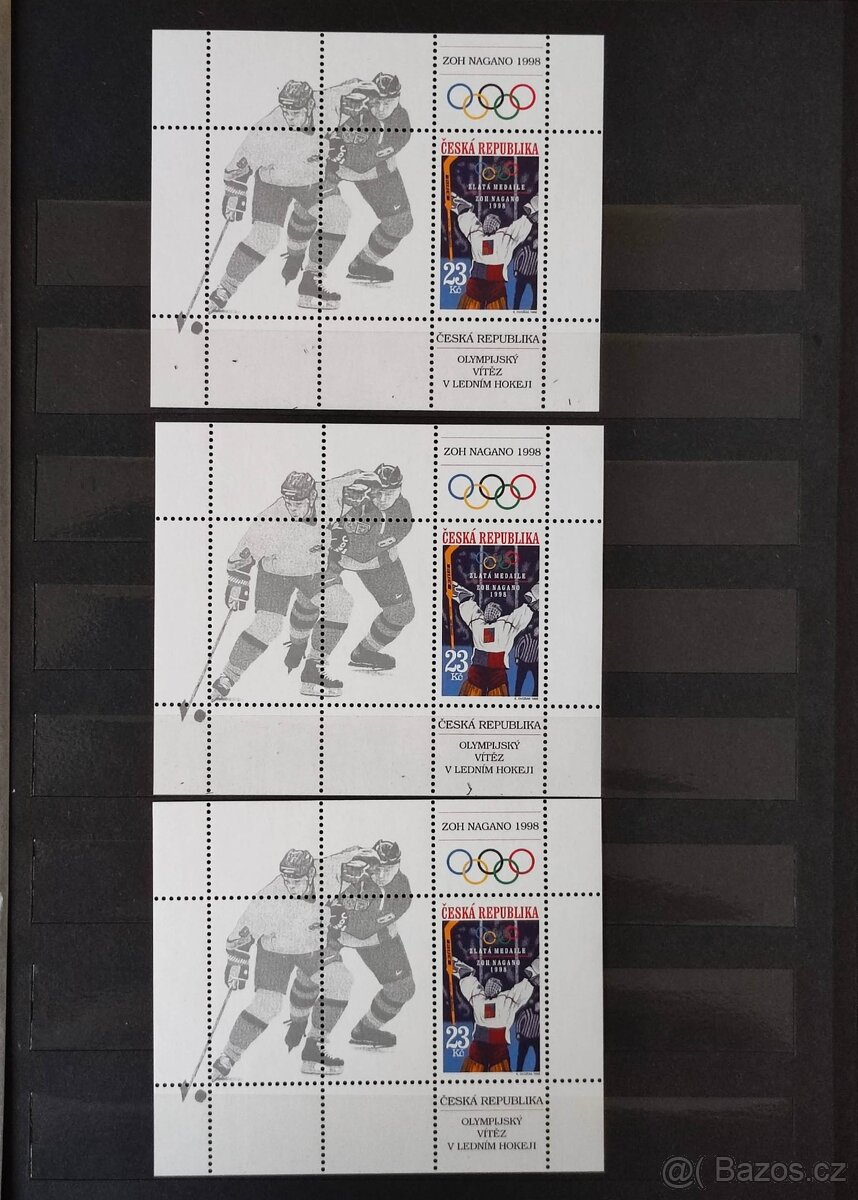 ZOH NAGANO 1998
ČESKÁ REPUBLIKA
ZLATÁ MEDAILE
ZOH NAGANO
1998
23
Kč
ČESKÁ REPUBLIKA
OLYMPIJSKÝ
VÍTĚZ
V LEDNÍM HOKEJI
ZOH NAGANO 1998
ČESKÁ REPUBLIKA
ZLATÁ MEDAILE
ZOH NAGANO
1998
23
Kč
ČESKÁ REPUBLIKA
OLYMPIJSKÝ
VÍTĚZ
V LEDNÍM HOKEJI
ZOH NAGANO 1998
ČESKÁ REPUBLIKA
ZLATÁ MEDAILE
ZOH NAGANO
1998
23
Kč
ČESKÁ REPUBLIKA
OLYMPIJSKÝ
VÍTĚZ
V LEDNÍM HOKEJI
@( Bazos.cz